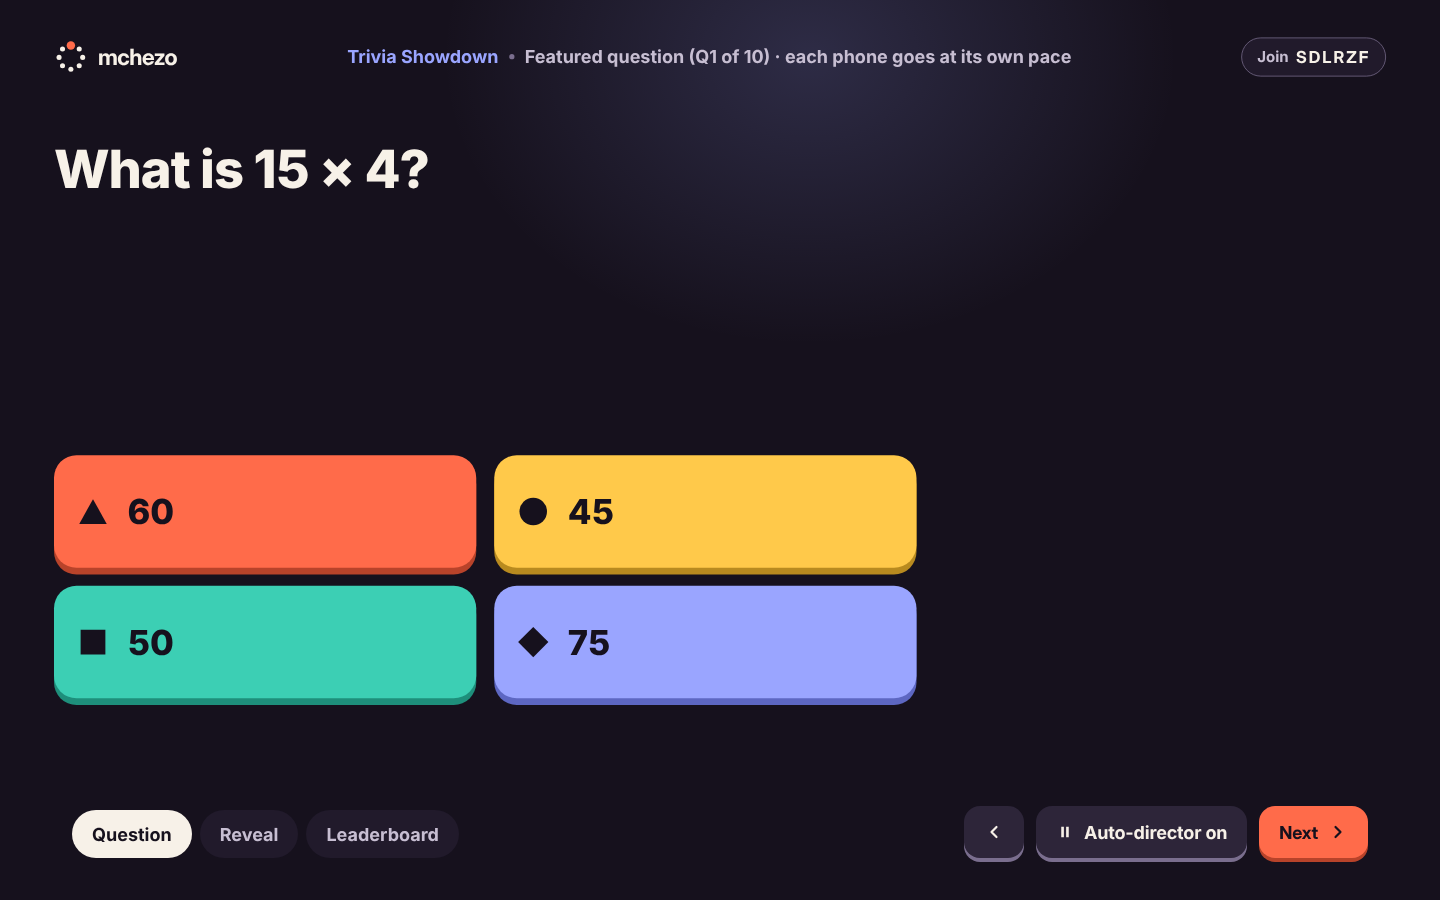 mchezo
Trivia Showdown • Featured question (Q1 of 10) · each phone goes at its own pace
Join SDLRZF
What is 15 × 4?
60
45
50
75
Question
Reveal
Leaderboard
Auto-director on
Next